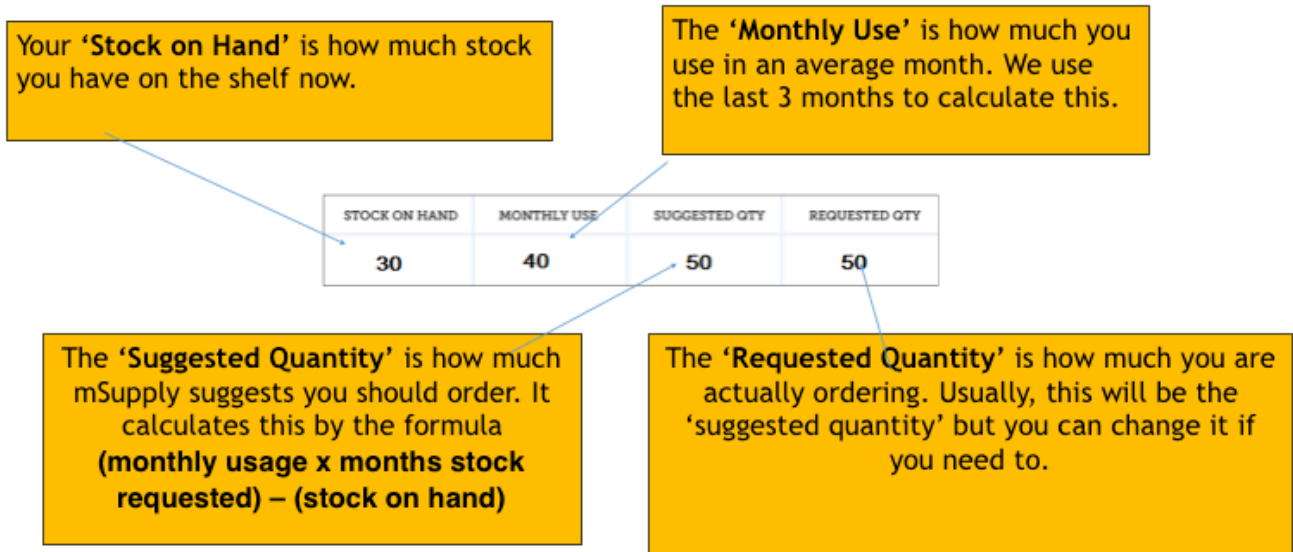 Your ‘Stock on Hand’ is how much stock
you have on the shelf now.
The ‘Monthly Use’ is how much you
use in an average month. We use
the last 3 months to calculate this.
STOCK ON HAND MONTHLY USE SUGGESTED QTY REQUESTED QTY
30 40 50 50
The ‘Suggested Quantity’ is how much
mSupply suggests you should order. It
calculates this by the formula
(monthly usage x months stock
requested) – (stock on hand)
The ‘Requested Quantity’ is how much you are
actually ordering. Usually, this will be the
‘suggested quantity’ but you can change it if
you need to.